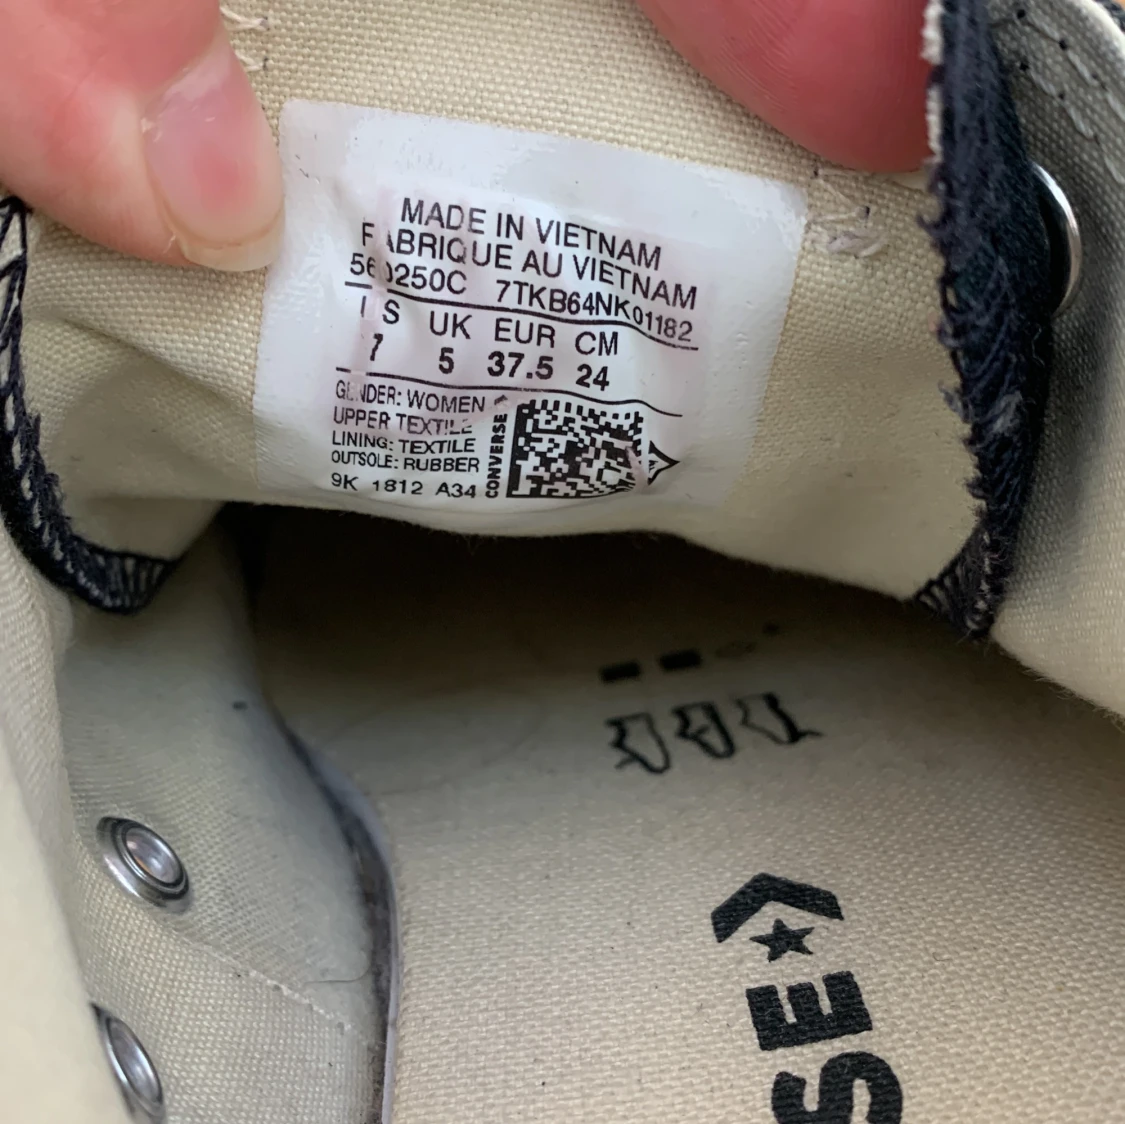 MADE IN VIETNAM
FABRIQUE AU VIETNAM
560250C 7TKB64NK01182
US UK EUR CM
7 5 37.5 24
GENDER: WOMEN
UPPER TEXTILE
LINING: TEXTILE
OUTSOLE: RUBBER
9K 1812 A34
CONVERSE
SE